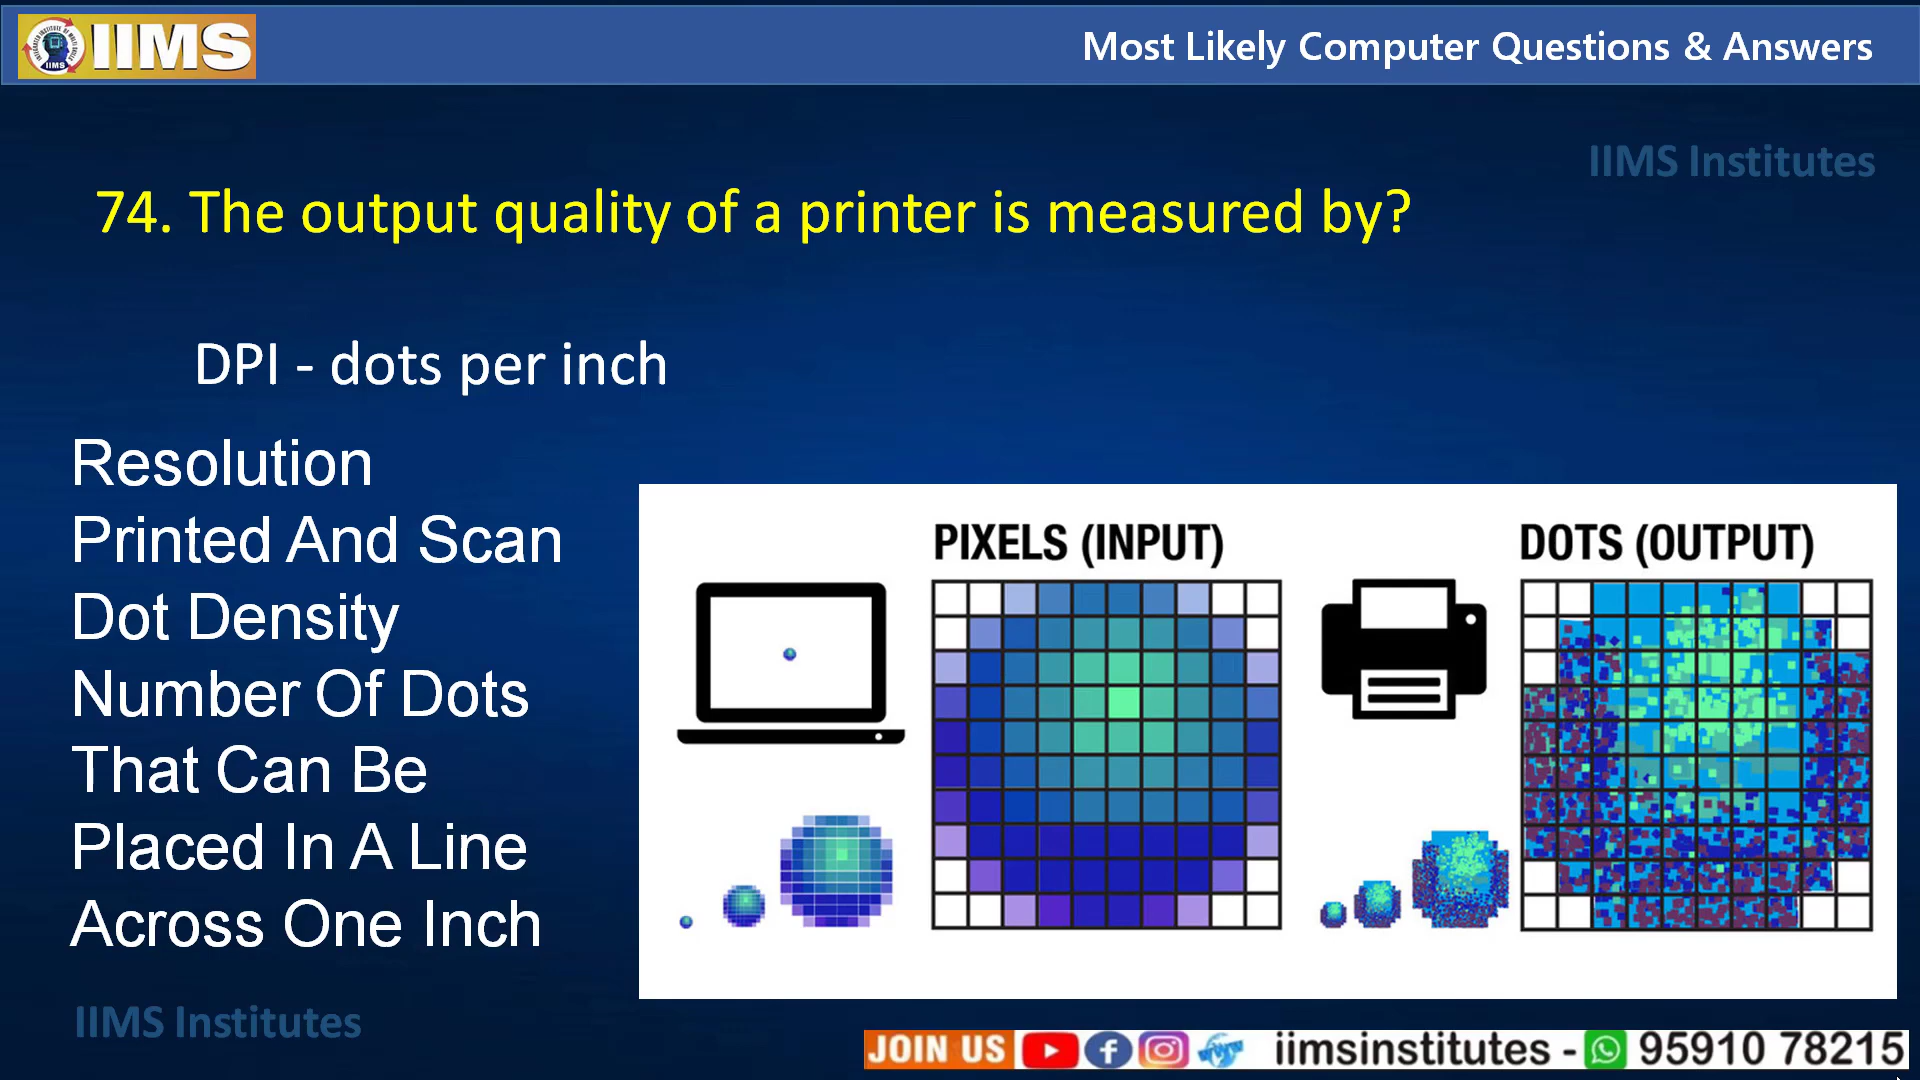 IIMS
Most Likely Computer Questions & Answers
IIMS Institutes
74. The output quality of a printer is measured by?
DPI - dots per inch
Resolution
Printed And Scan
Dot Density
Number Of Dots
That Can Be
Placed In A Line
Across One Inch
PIXELS (INPUT)
DOTS (OUTPUT)
IIMS Institutes
JOIN US iimsinstitutes - 95910 78215